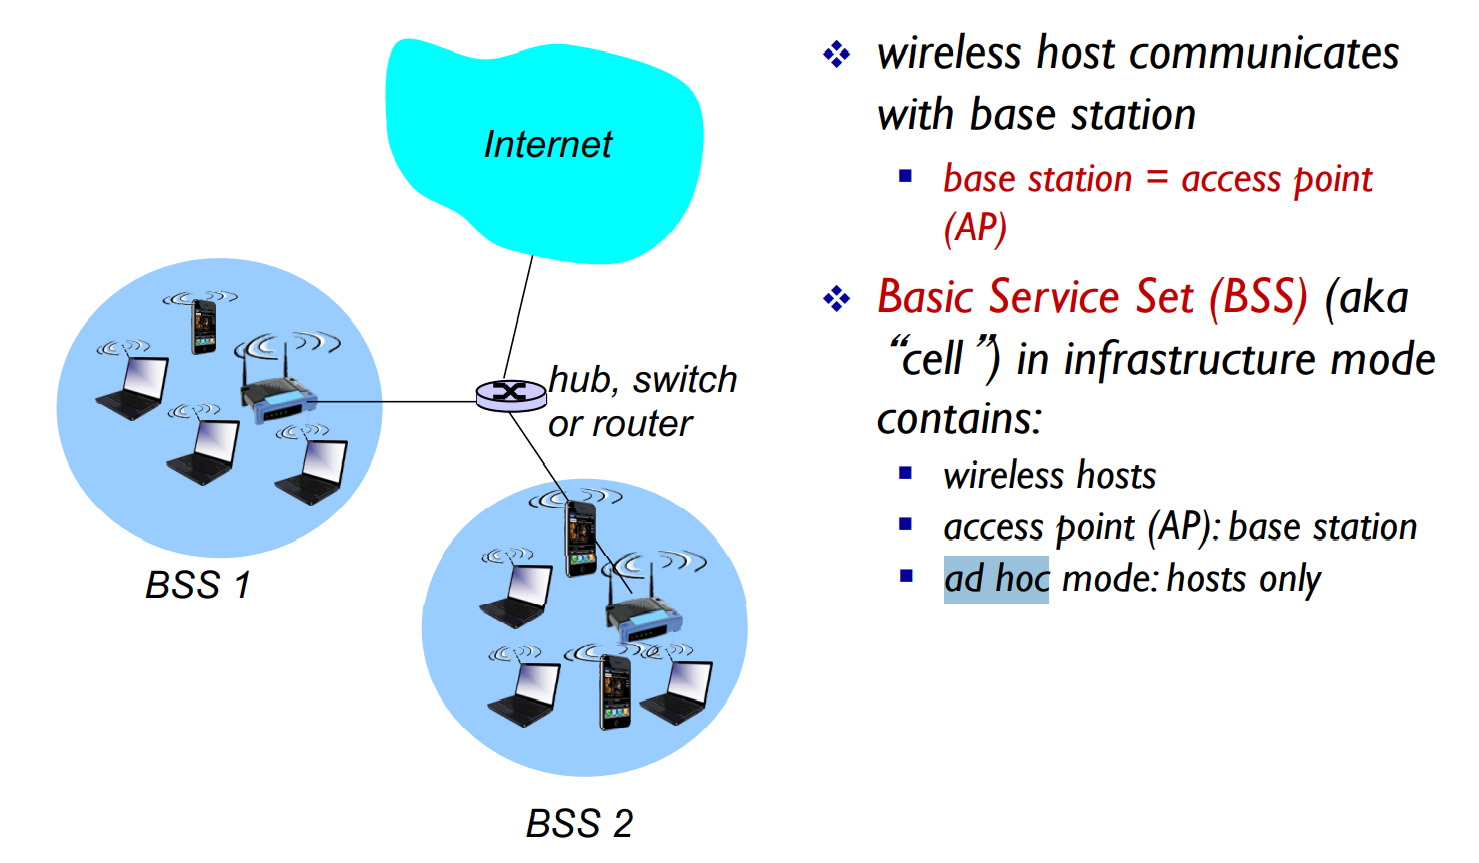 Internet
hub, switch
or router
BSS 1
BSS 2
wireless host communicates
with base station
base station = access point
(AP)
Basic Service Set (BSS) (aka
“cell”) in infrastructure mode
contains:
wireless hosts
access point (AP): base station
ad hoc mode: hosts only